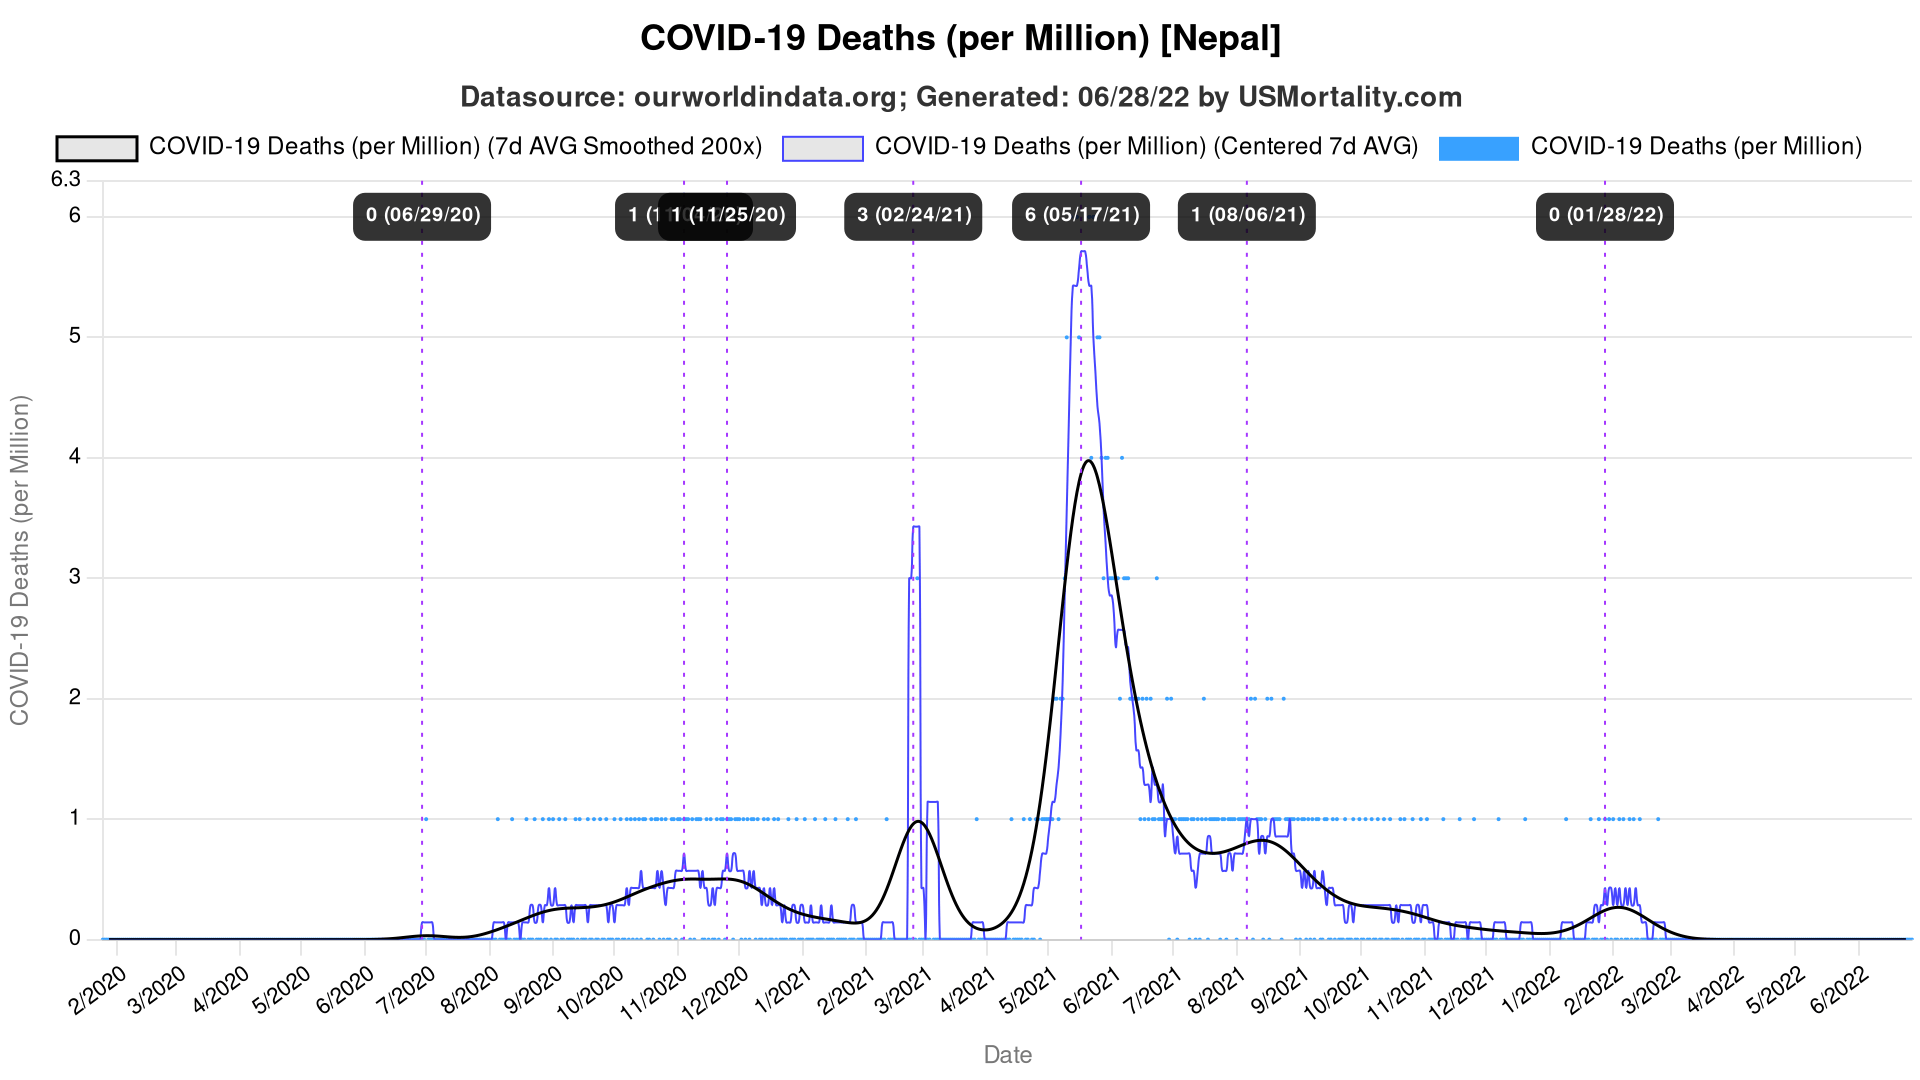 COVID-19 Deaths (per Million) [Nepal]
Datasource: ourworldindata.org; Generated: 06/28/22 by USMortality.com
COVID-19 Deaths (per Million) (7d AVG Smoothed 200x) COVID-19 Deaths (per Million) (Centered 7d AVG) COVID-19 Deaths (per Million)
6.3
0 (06/29/20) 1 (1 1 (11/25/20) 3 (02/24/21) 6 (05/17/21) 1 (08/06/21) 0 (01/28/22)
6
5
4
3
2
1
0
COVID-19 Deaths (per Million)
2/2020 3/2020 4/2020 5/2020 6/2020 7/2020 8/2020 9/2020 10/2020 11/2020 12/2020 1/2021 2/2021 3/2021 4/2021 5/2021 6/2021 7/2021 8/2021 9/2021 10/2021 11/2021 12/2021 1/2022 2/2022 3/2022 4/2022 5/2022 6/2022
Date